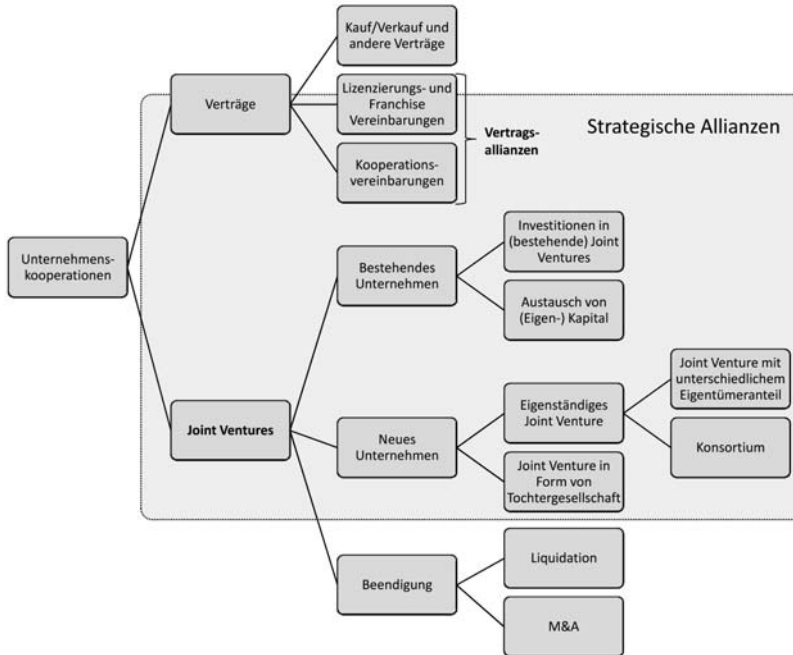 Kauf/Verkauf und
andere Verträge
Verträge
Lizenzierungs- und
Franchise
Vereinbarungen
Vertrags-
allianzen
Strategische Allianzen
Kooperations-
vereinbarungen
Unternehmens-
kooperationen
Bestehendes
Unternehmen
Investitionen in
(bestehende) Joint
Ventures
Austausch von
(Eigen-) Kapital
Joint Ventures
Neues
Unternehmen
Eigenständiges
Joint Venture
Joint Venture mit
unterschiedlichem
Eigentümeranteil
Konsortium
Joint Venture in
Form von
Tochtergesellschaft
Beendigung
Liquidation
M&A